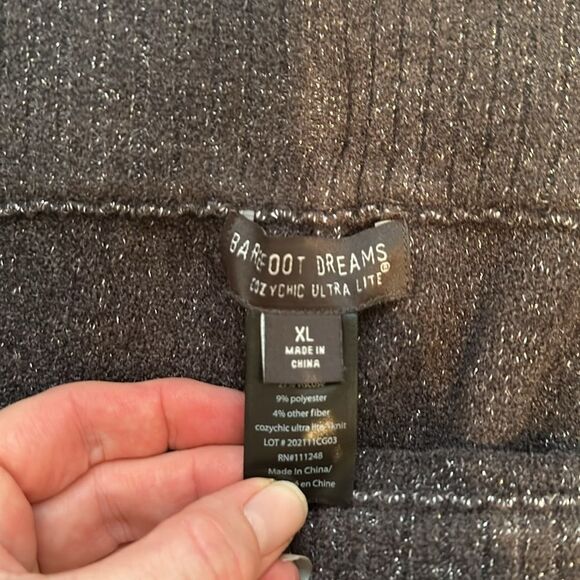 BAREFOOT DREAMS
COZYCHIC ULTRA LITE®
XL
MADE IN
CHINA
9% polyester
4% other fiber
cozychic ultra lite knit
LOT # 202111CG03
RN#111248
Made in China/
en Chine